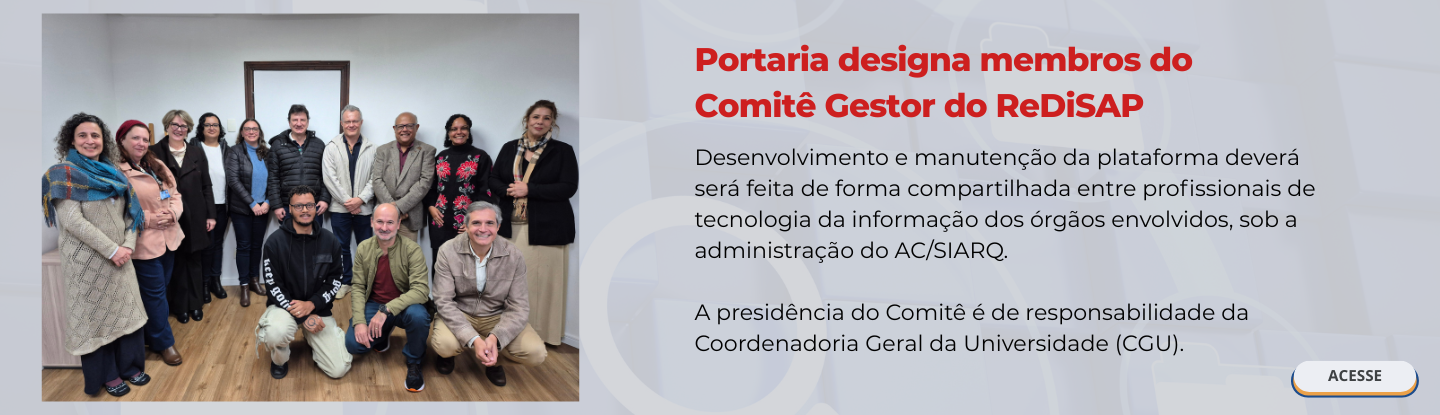 Portaria designa membros do
Comitê Gestor do ReDiSAP
Desenvolvimento e manutenção da plataforma deverá
será feita de forma compartilhada entre profissionais de
tecnologia da informação dos órgãos envolvidos, sob a
administração do AC/SIARQ.
A presidência do Comitê é de responsabilidade da
Coordenadoria Geral da Universidade (CGU).
ACESSE
keep going